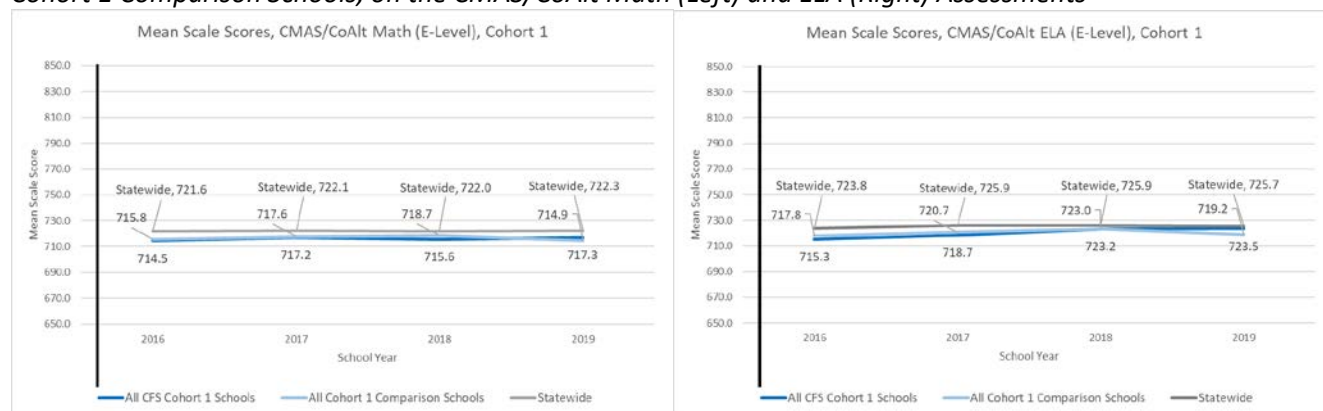 Cohort 1 Comparison Schools, on the CMAS/CoAlt Math (Left) and ELA (Right) Assessments
Mean Scale Scores, CMAS/CoAlt Math (E-Level), Cohort 1
850.0
830.0
810.0
790.0
770.0
750.0
730.0
710.0
690.0
670.0
650.0
Mean Scale Score
Statewide, 721.6
Statewide, 722.1
Statewide, 722.0
Statewide, 722.3
715.8
717.6
718.7
714.9
714.5
717.2
715.6
717.3
2016
2017
2018
2019
School Year
All CFS Cohort 1 Schools
All Cohort 1 Comparison Schools
Statewide
Mean Scale Scores, CMAS/CoAlt ELA (E-Level), Cohort 1
850.0
830.0
810.0
790.0
770.0
750.0
730.0
710.0
690.0
670.0
650.0
Mean Scale Score
Statewide, 723.8
Statewide, 725.9
Statewide, 725.9
Statewide, 725.7
717.8
720.7
723.0
719.2
715.3
718.7
723.2
723.5
2016
2017
2018
2019
School Year
All CFS Cohort 1 Schools
All Cohort 1 Comparison Schools
Statewide